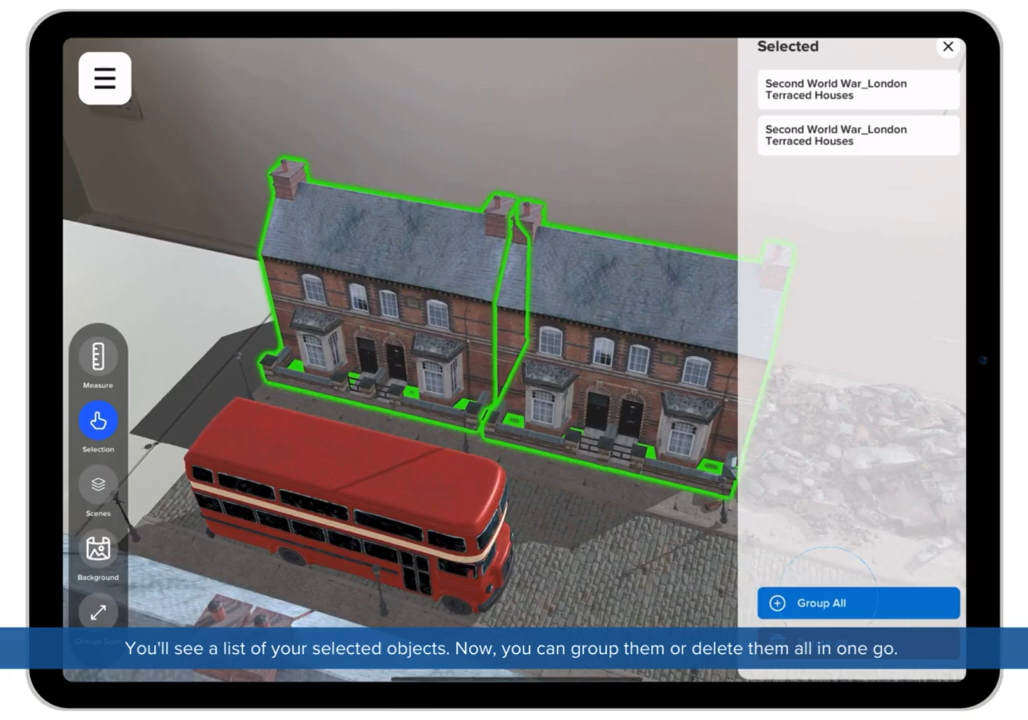 Selected
Second World War_London
Terraced Houses
Second World War_London
Terraced Houses
Measure
Selection
Scenes
Background
Group All
You'll see a list of your selected objects. Now, you can group them or delete them all in one go.